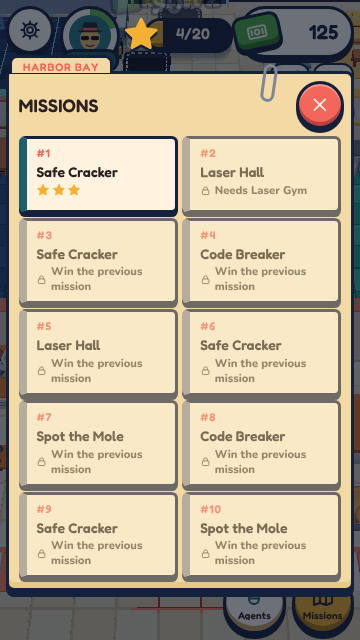 4/20
125
HARBOR BAY
MISSIONS
#1
Safe Cracker
#2
Laser Hall
Needs Laser Gym
#3
Safe Cracker
Win the previous
mission
#4
Code Breaker
Win the previous
mission
#5
Laser Hall
Win the previous
mission
#6
Safe Cracker
Win the previous
mission
#7
Spot the Mole
Win the previous
mission
#8
Code Breaker
Win the previous
mission
#9
Safe Cracker
Win the previous
mission
#10
Spot the Mole
Win the previous
mission
Agents
Missions